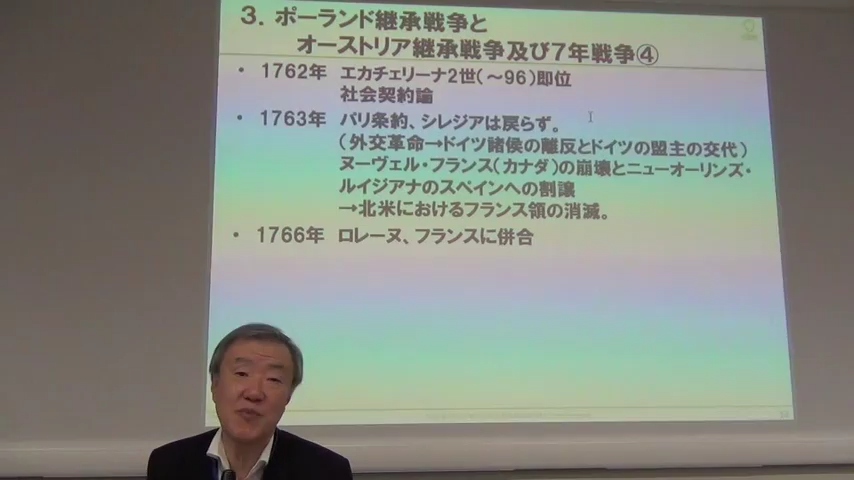 3. ポーランド継承戦争と
オーストリア継承戦争及び7年戦争④
・ 1762年 エカチェリーナ2世(～96)即位
社会契約論
・ 1763年 パリ条約、シレジアは戻らず。
(外交革命→ドイツ諸侯の離反とドイツの盟主の交代)
ヌーヴェル・フランス(カナダ)の崩壊とニューオーリンズ・
ルイジアナのスペインへの割譲
→北米におけるフランス領の消滅。
・ 1766年 ロレーヌ、フランスに併合